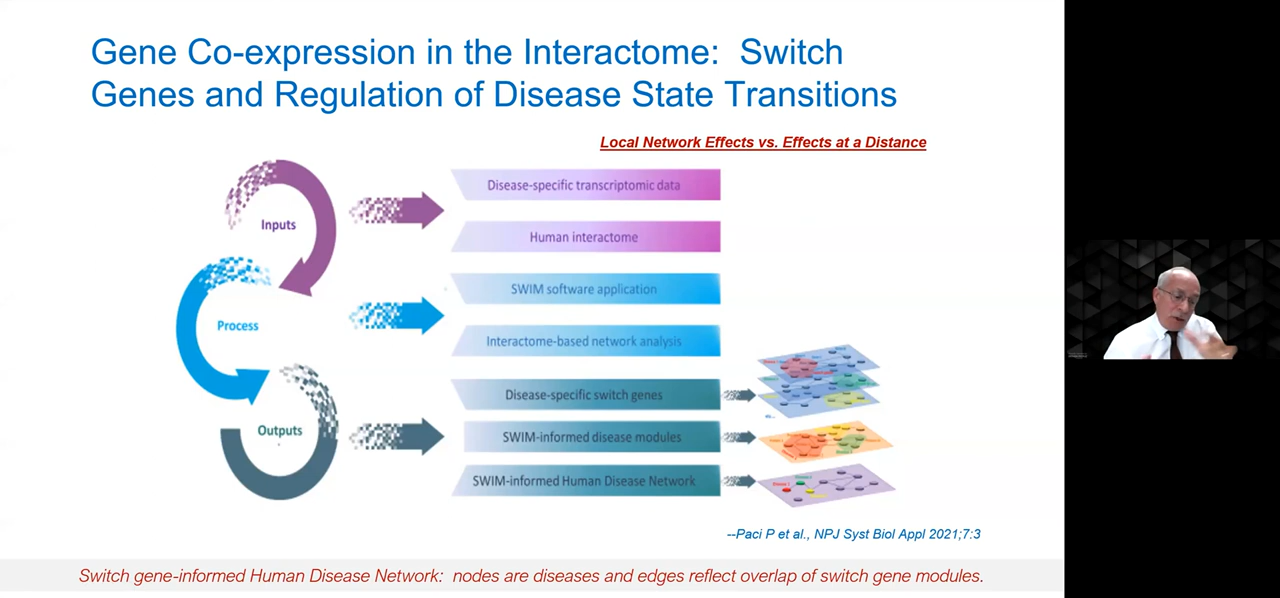 Gene Co-expression in the Interactome:  Switch
Genes and Regulation of Disease State Transitions
Local Network Effects vs. Effects at a Distance
Inputs
Disease-specific transcriptomic data
Human interactome
Process
SWIM software application
Interactome-based network analysis
Outputs
Disease-specific switch genes
SWIM-informed disease modules
SWIM-informed Human Disease Network
--Paci P et al., NPJ Syst Biol Appl 2021;7:3
Switch gene-informed Human Disease Network:  nodes are diseases and edges reflect overlap of switch gene modules.